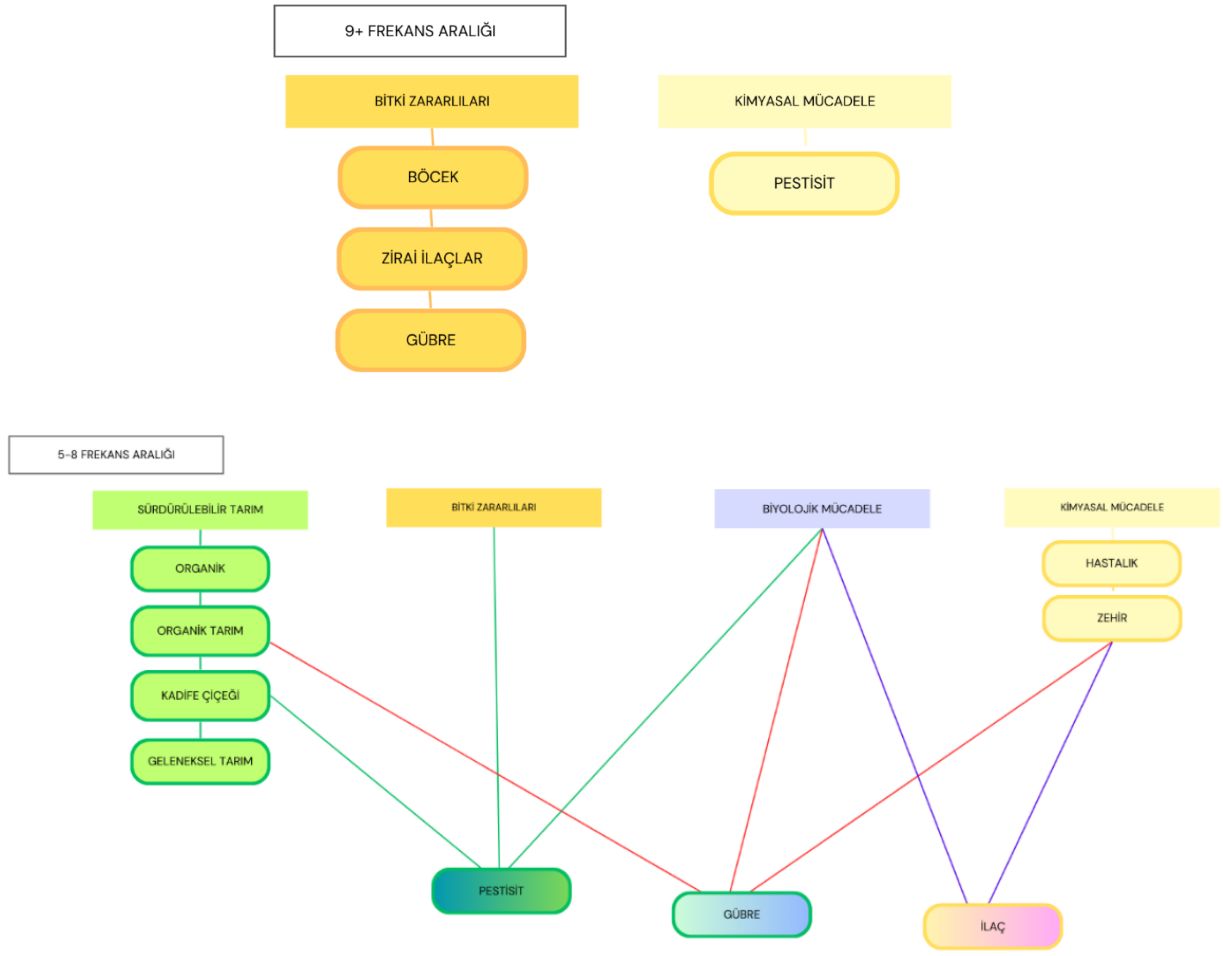 9+ FREKANS ARALIĞI
BİTKİ ZARARLILARI
KİMYASAL MÜCADELE
BÖCEK
PESTİSİT
ZİRAİ İLAÇLAR
GÜBRE
5-8 FREKANS ARALIĞI
SÜRDÜRÜLEBİLİR TARIM
BİTKİ ZARARLILARI
BİYOLOJİK MÜCADELE
KİMYASAL MÜCADELE
ORGANİK
HASTALIK
ORGANİK TARIM
ZEHİR
KADİFE ÇİÇEĞİ
GELENEKSEL TARIM
PESTİSİT
GÜBRE
İLAÇ